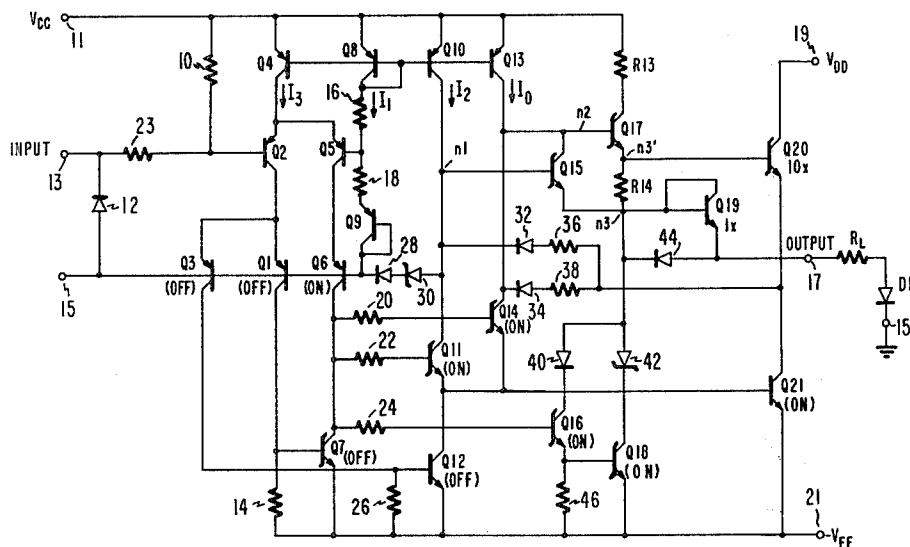 Vcc
11
10
Q4
Q8
Q10
Q13
19
VDD
I3
16
I1
I2
I0
R13
23
n2
Q17
n3'
INPUT
13
Q2
Q5
n1
Q15
Q20
10x
12
18
R14
Q9
n3
Q19
1x
32
36
44
OUTPUT
RL
17
28
Q3
(OFF)
Q1
(OFF)
Q6
(ON)
30
34
38
15
D1
15
20
Q14
(ON)
22
40
42
Q11
(ON)
Q21
(ON)
24
Q16
(ON)
Q7
(OFF)
Q12
(OFF)
Q18
(ON)
14
26
46
21
-VEE